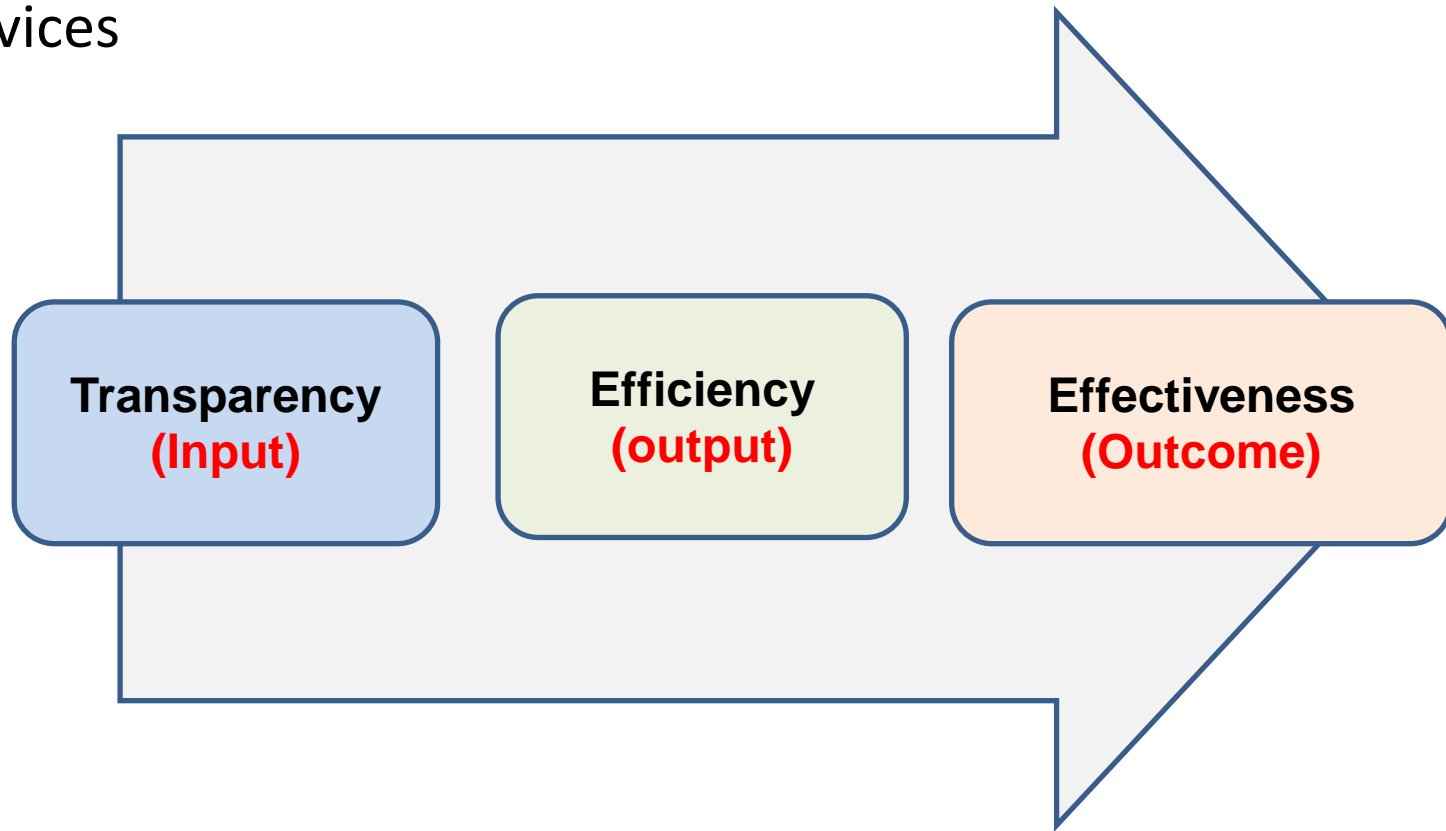 vices
Transparency
(Input)
Efficiency
(output)
Effectiveness
(Outcome)